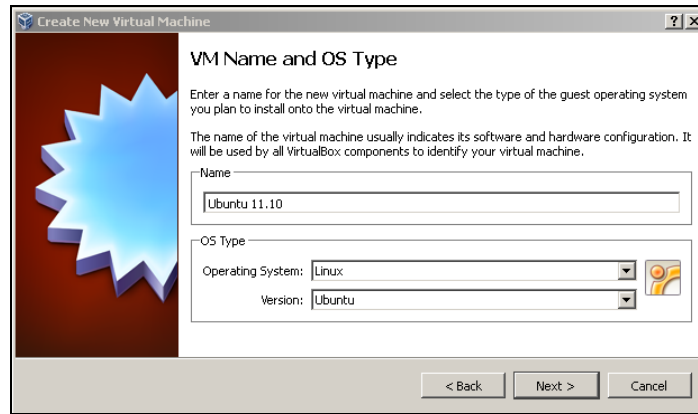 Create New Virtual Machine
VM Name and OS Type
Enter a name for the new virtual machine and select the type of the guest operating system
you plan to install onto the virtual machine.
The name of the virtual machine usually indicates its software and hardware configuration. It
will be used by all VirtualBox components to identify your virtual machine.
Name
Ubuntu 11.10
OS Type
Operating System: Linux
Version: Ubuntu
< Back Next > Cancel